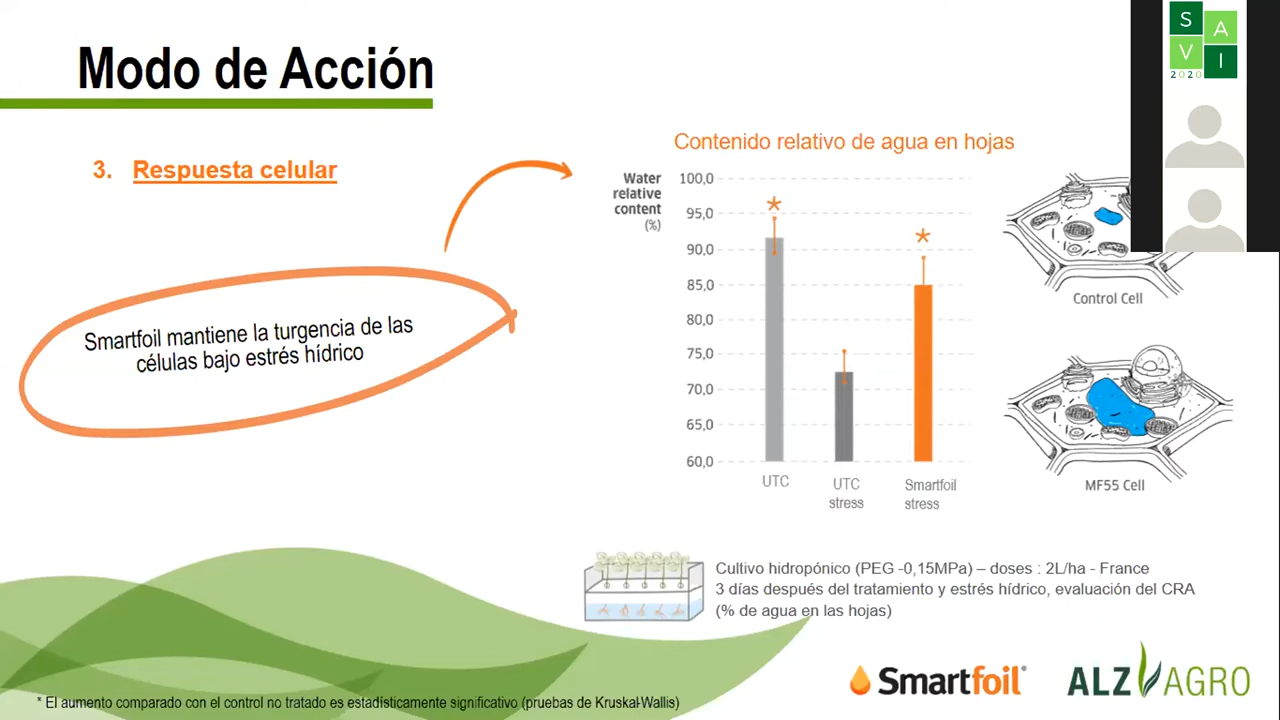 Modo de Acción
S
A
V
I
2020
3. Respuesta celular
Contenido relativo de agua en hojas
Water
relative
content
(%)
100,0
95,0
90,0
85,0
80,0
75,0
70,0
65,0
60,0
*
*
UTC
UTC
stress
Smartfoil
stress
Control Cell
MF55 Cell
Smartfoil mantiene la turgencia de las
células bajo estrés hídrico
Cultivo hidropónico (PEG -0,15MPa) – doses : 2L/ha - France
3 días después del tratamiento y estrés hídrico, evaluación del CRA
(% de agua en las hojas)
Smartfoil®
ALZ AGRO
* El aumento comparado con el control no tratado es estadísticamente significativo (pruebas de Kruskal-Wallis)